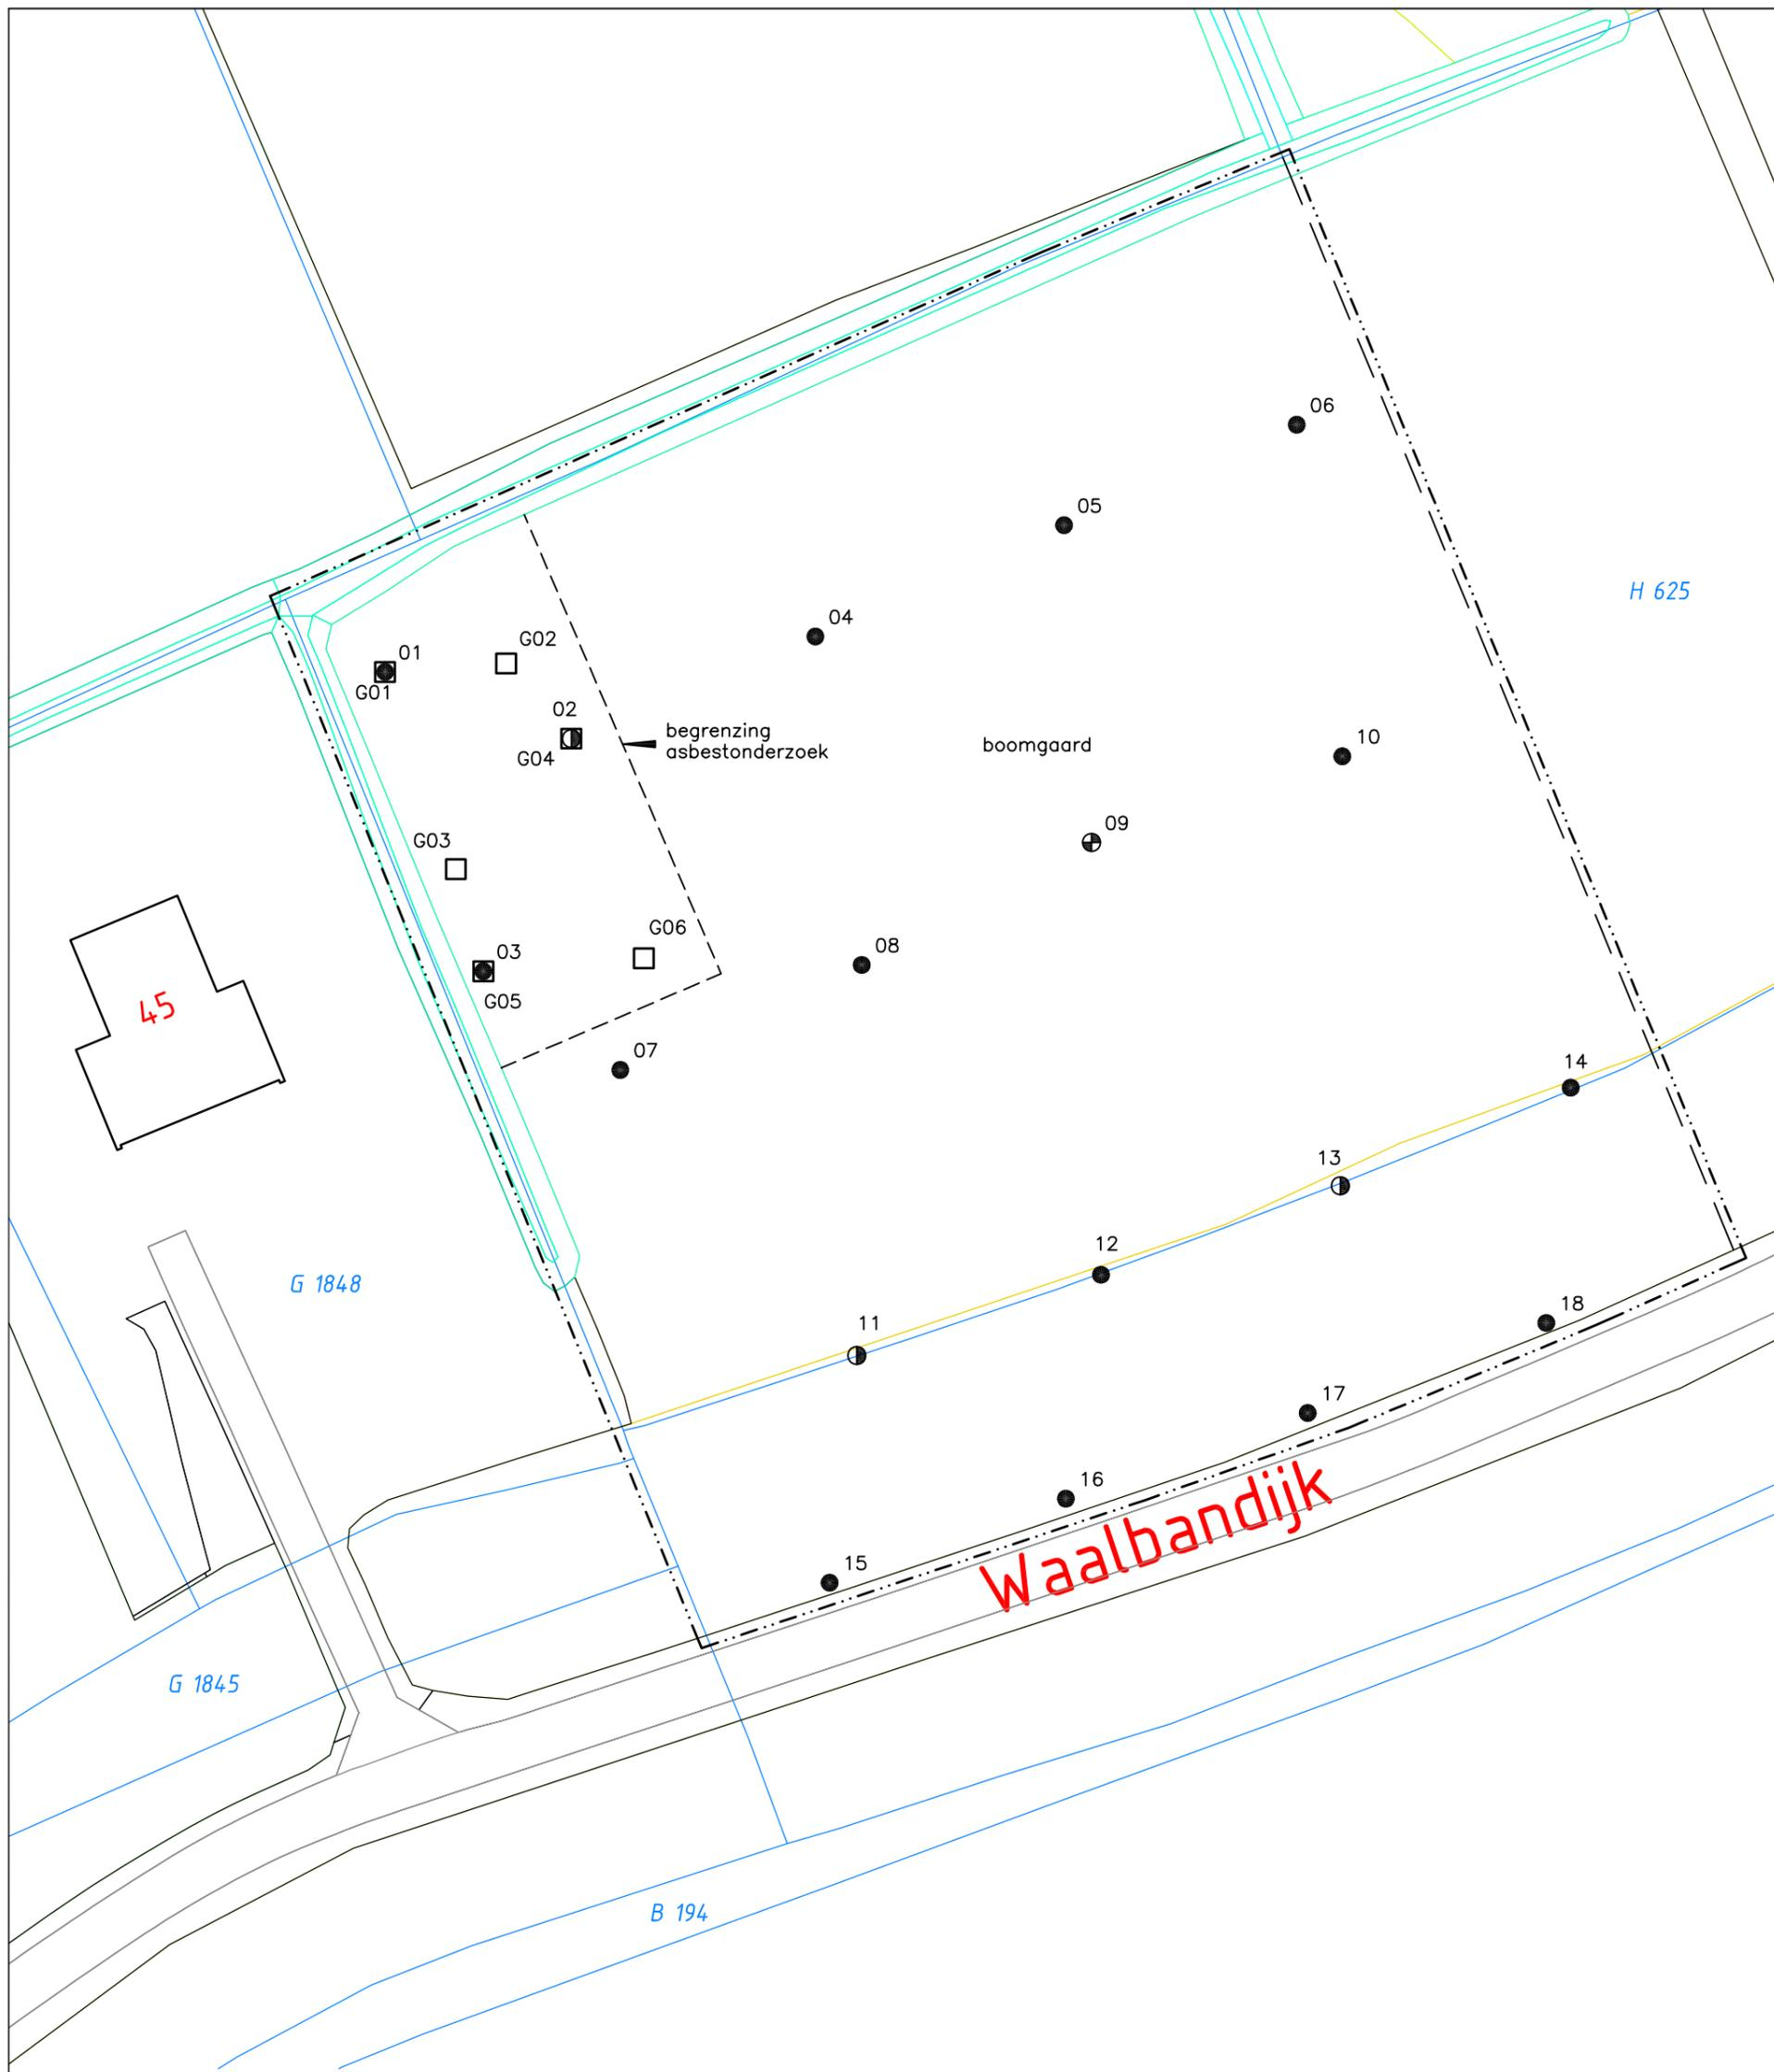 06
05
H 625
04
01
G02
G01
02
begrenzing
asbestonderzoek
G04
boomgaard
10
09
G03
G06
08
03
G05
45
07
14
13
12
G 1848
11
18
17
16
Waalbandijk
15
G 1845
B 194